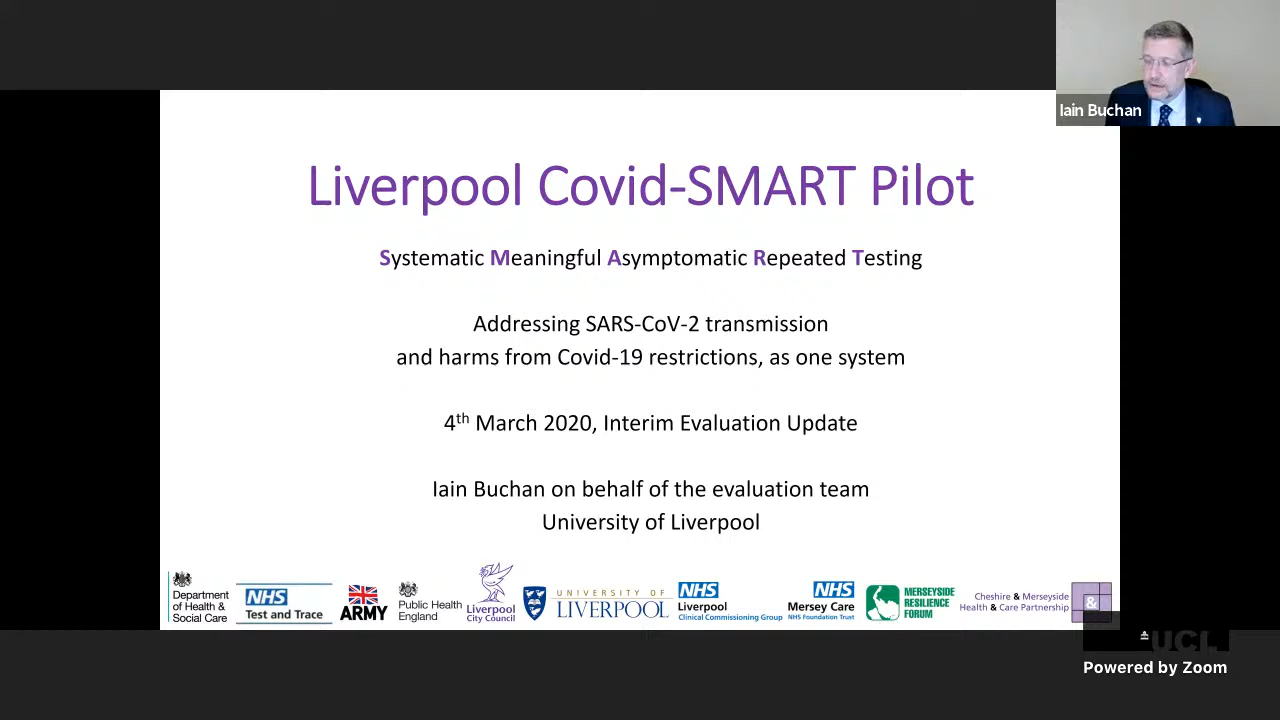 Iain Buchan
Liverpool Covid-SMART Pilot
Systematic Meaningful Asymptomatic Repeated Testing
Addressing SARS-CoV-2 transmission
and harms from Covid-19 restrictions, as one system
4th March 2020, Interim Evaluation Update
Iain Buchan on behalf of the evaluation team
University of Liverpool
Department
of Health &
Social Care
NHS
Test and Trace
ARMY
Public Health
England
Liverpool
City Council
UNIVERSITY OF
LIVERPOOL
NHS
Liverpool
Clinical Commissioning Group
NHS
Mersey Care
NHS Foundation Trust
MERSEYSIDE
RESILIENCE
FORUM
Cheshire & Merseyside
Health & Care Partnership
&
UCL
Powered by Zoom